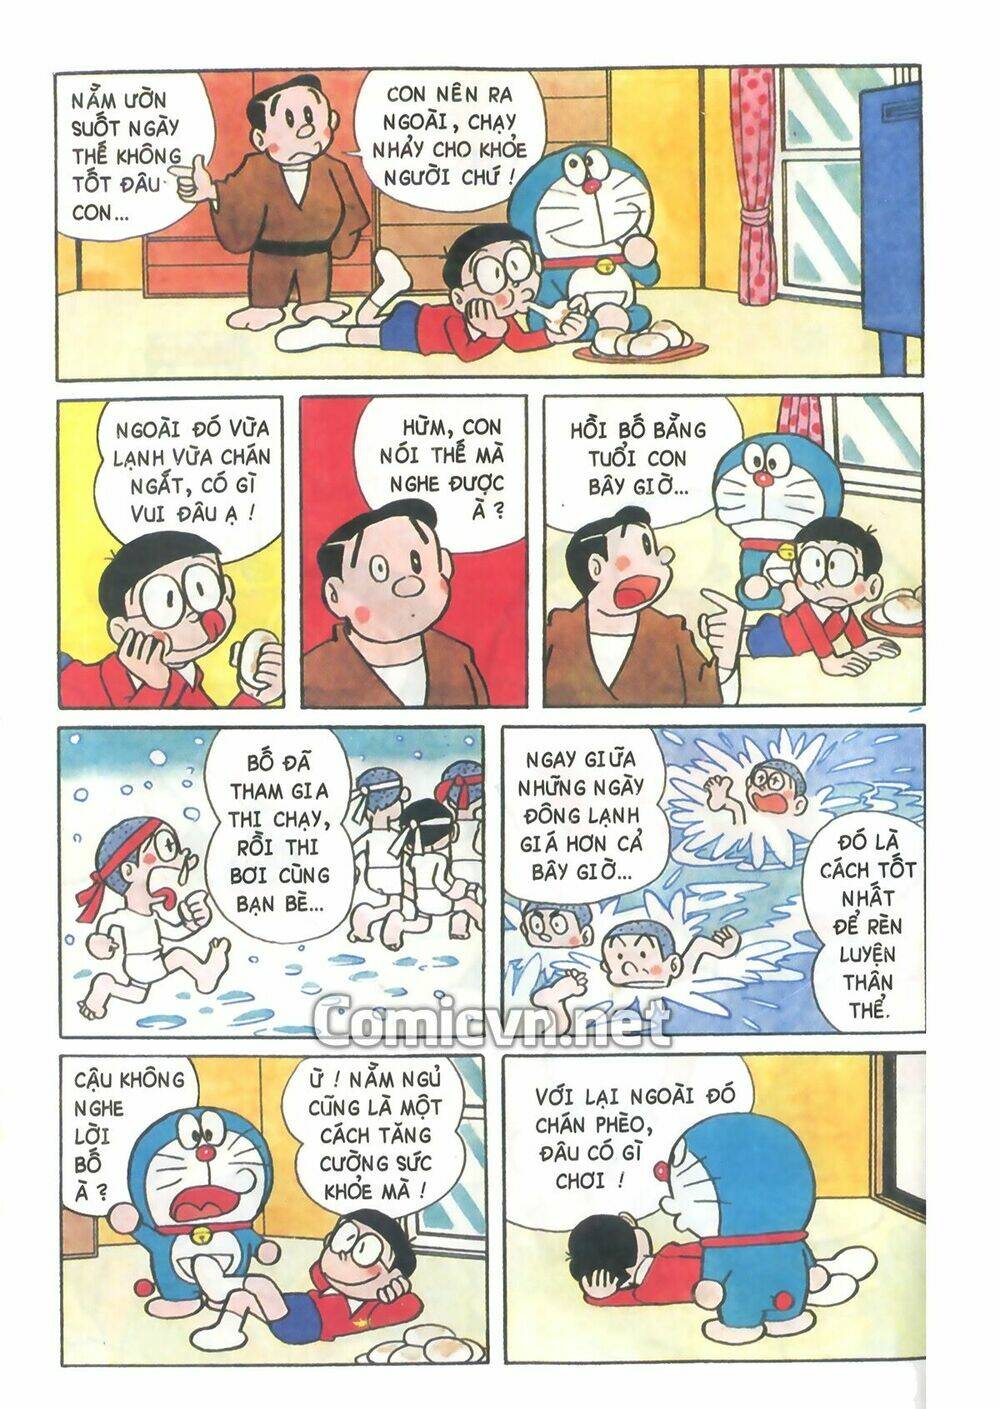 NẰM ƯỜN
SUỐT NGÀY
THẾ KHÔNG
TỐT ĐÂU
CON...
CON NÊN RA
NGOÀI, CHẠY
NHẢY CHO KHỎE
NGƯỜI CHỨ !
NGOÀI ĐÓ VỪA
LẠNH VỪA CHÁN
NGẮT, CÓ GÌ
VUI ĐÂU Ạ !
HỪM, CON
NÓI THẾ MÀ
NGHE ĐƯỢC
À ?
HỒI BỐ BẰNG
TUỔI CON
BÂY GIỜ...
BỐ ĐÃ
THAM GIA
THI CHẠY,
RỒI THI
BƠI CÙNG
BẠN BÈ...
NGAY GIỮA
NHỮNG NGÀY
ĐÔNG LẠNH
GIÁ HƠN CẢ
BÂY GIỜ...
ĐÓ LÀ
CÁCH TỐT
NHẤT
ĐỂ RÈN
LUYỆN
THÂN
THỂ.
Comicvn.net
CẬU KHÔNG
NGHE
LỜI
BỐ
À ?
Ừ ! NẰM NGỦ
CŨNG LÀ MỘT
CÁCH TĂNG
CƯỜNG SỨC
KHỎE MÀ !
VỚI LẠI NGOÀI ĐÓ
CHÁN PHÈO,
ĐÂU CÓ GÌ
CHƠI !